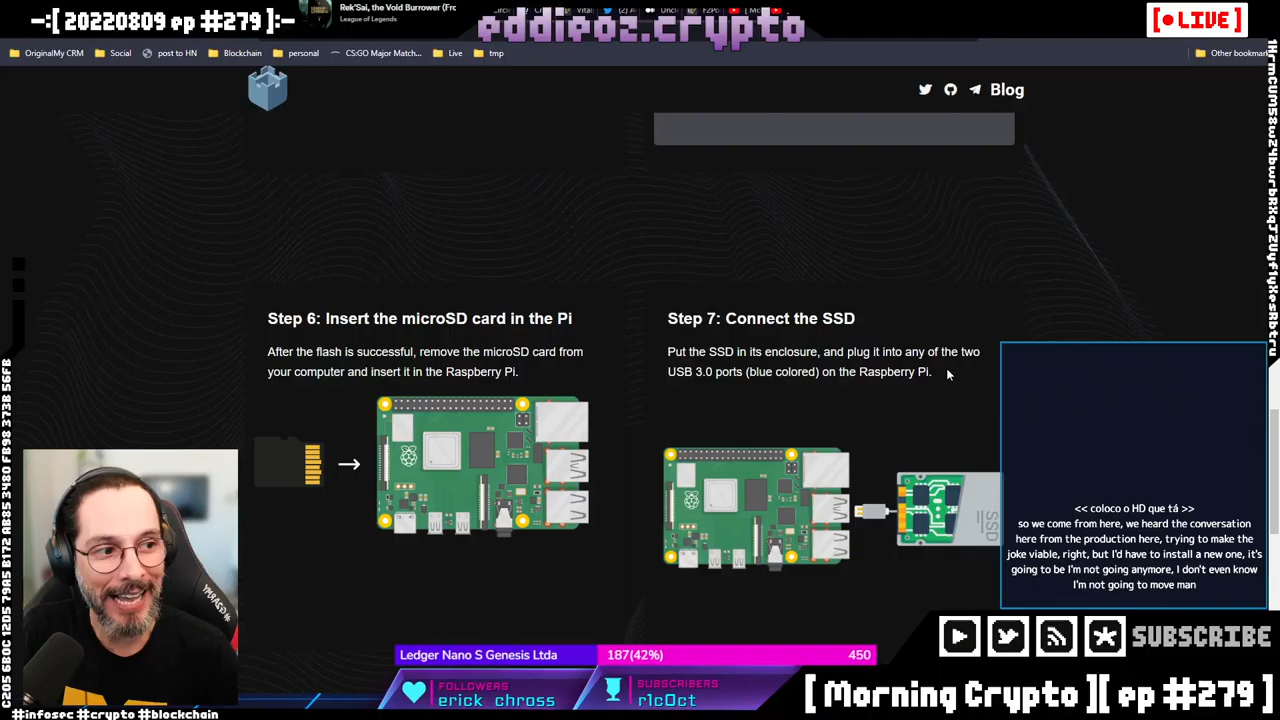 -:[ 20220809 ep #279 ]:-
Rek'Sai, the Void Burrower (Fro
League of Legends
eddieoz.crypto
[•LIVE]
OriginalMy CRM
Social
post to HN
Blockchain
personal
CS:GO Major Match...
Live
tmp
Other bookmar
Blog
Step 6: Insert the microSD card in the Pi
After the flash is successful, remove the microSD card from
your computer and insert it in the Raspberry Pi.
Step 7: Connect the SSD
Put the SSD in its enclosure, and plug it into any of the two
USB 3.0 ports (blue colored) on the Raspberry Pi.
SSD
<< coloco o HD que tá >>
so we come from here, we heard the conversation
here from the production here, trying to make the
joke viable, right, but I'd have to install a new one, it's
going to be I'm not going anymore, I don't even know
I'm not going to move man
SUBSCRIBE
Ledger Nano S Genesis Ltda
187(42%)
450
FOLLOWERS
erick_chross
SUBSCRIBERS
r1c0ct
[ Morning Crypto ][ ep #279 ]
#infosec #crypto #blockchain